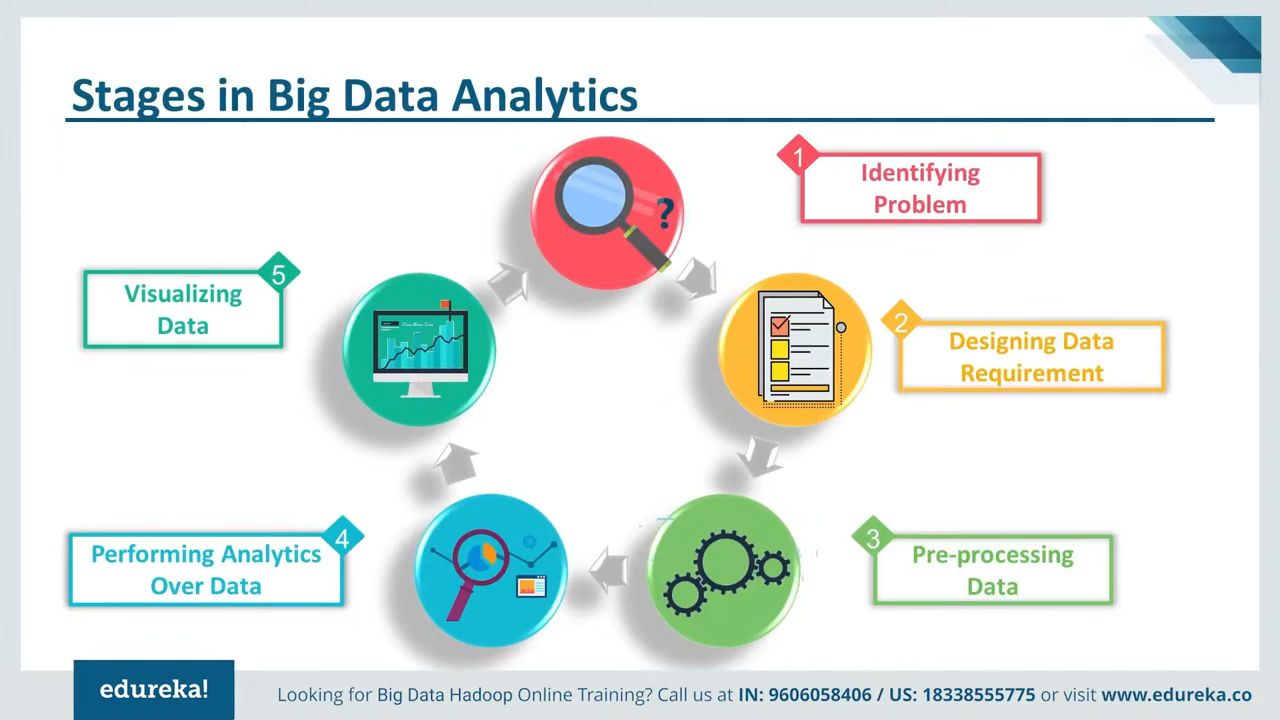 Stages in Big Data Analytics
1
Identifying
Problem
?
2
Designing Data
Requirement
3
Pre-processing
Data
4
Performing Analytics
Over Data
5
Visualizing
Data
edureka!
Looking for Big Data Hadoop Online Training? Call us at IN: 9606058406 / US: 18338555775 or visit www.edureka.co